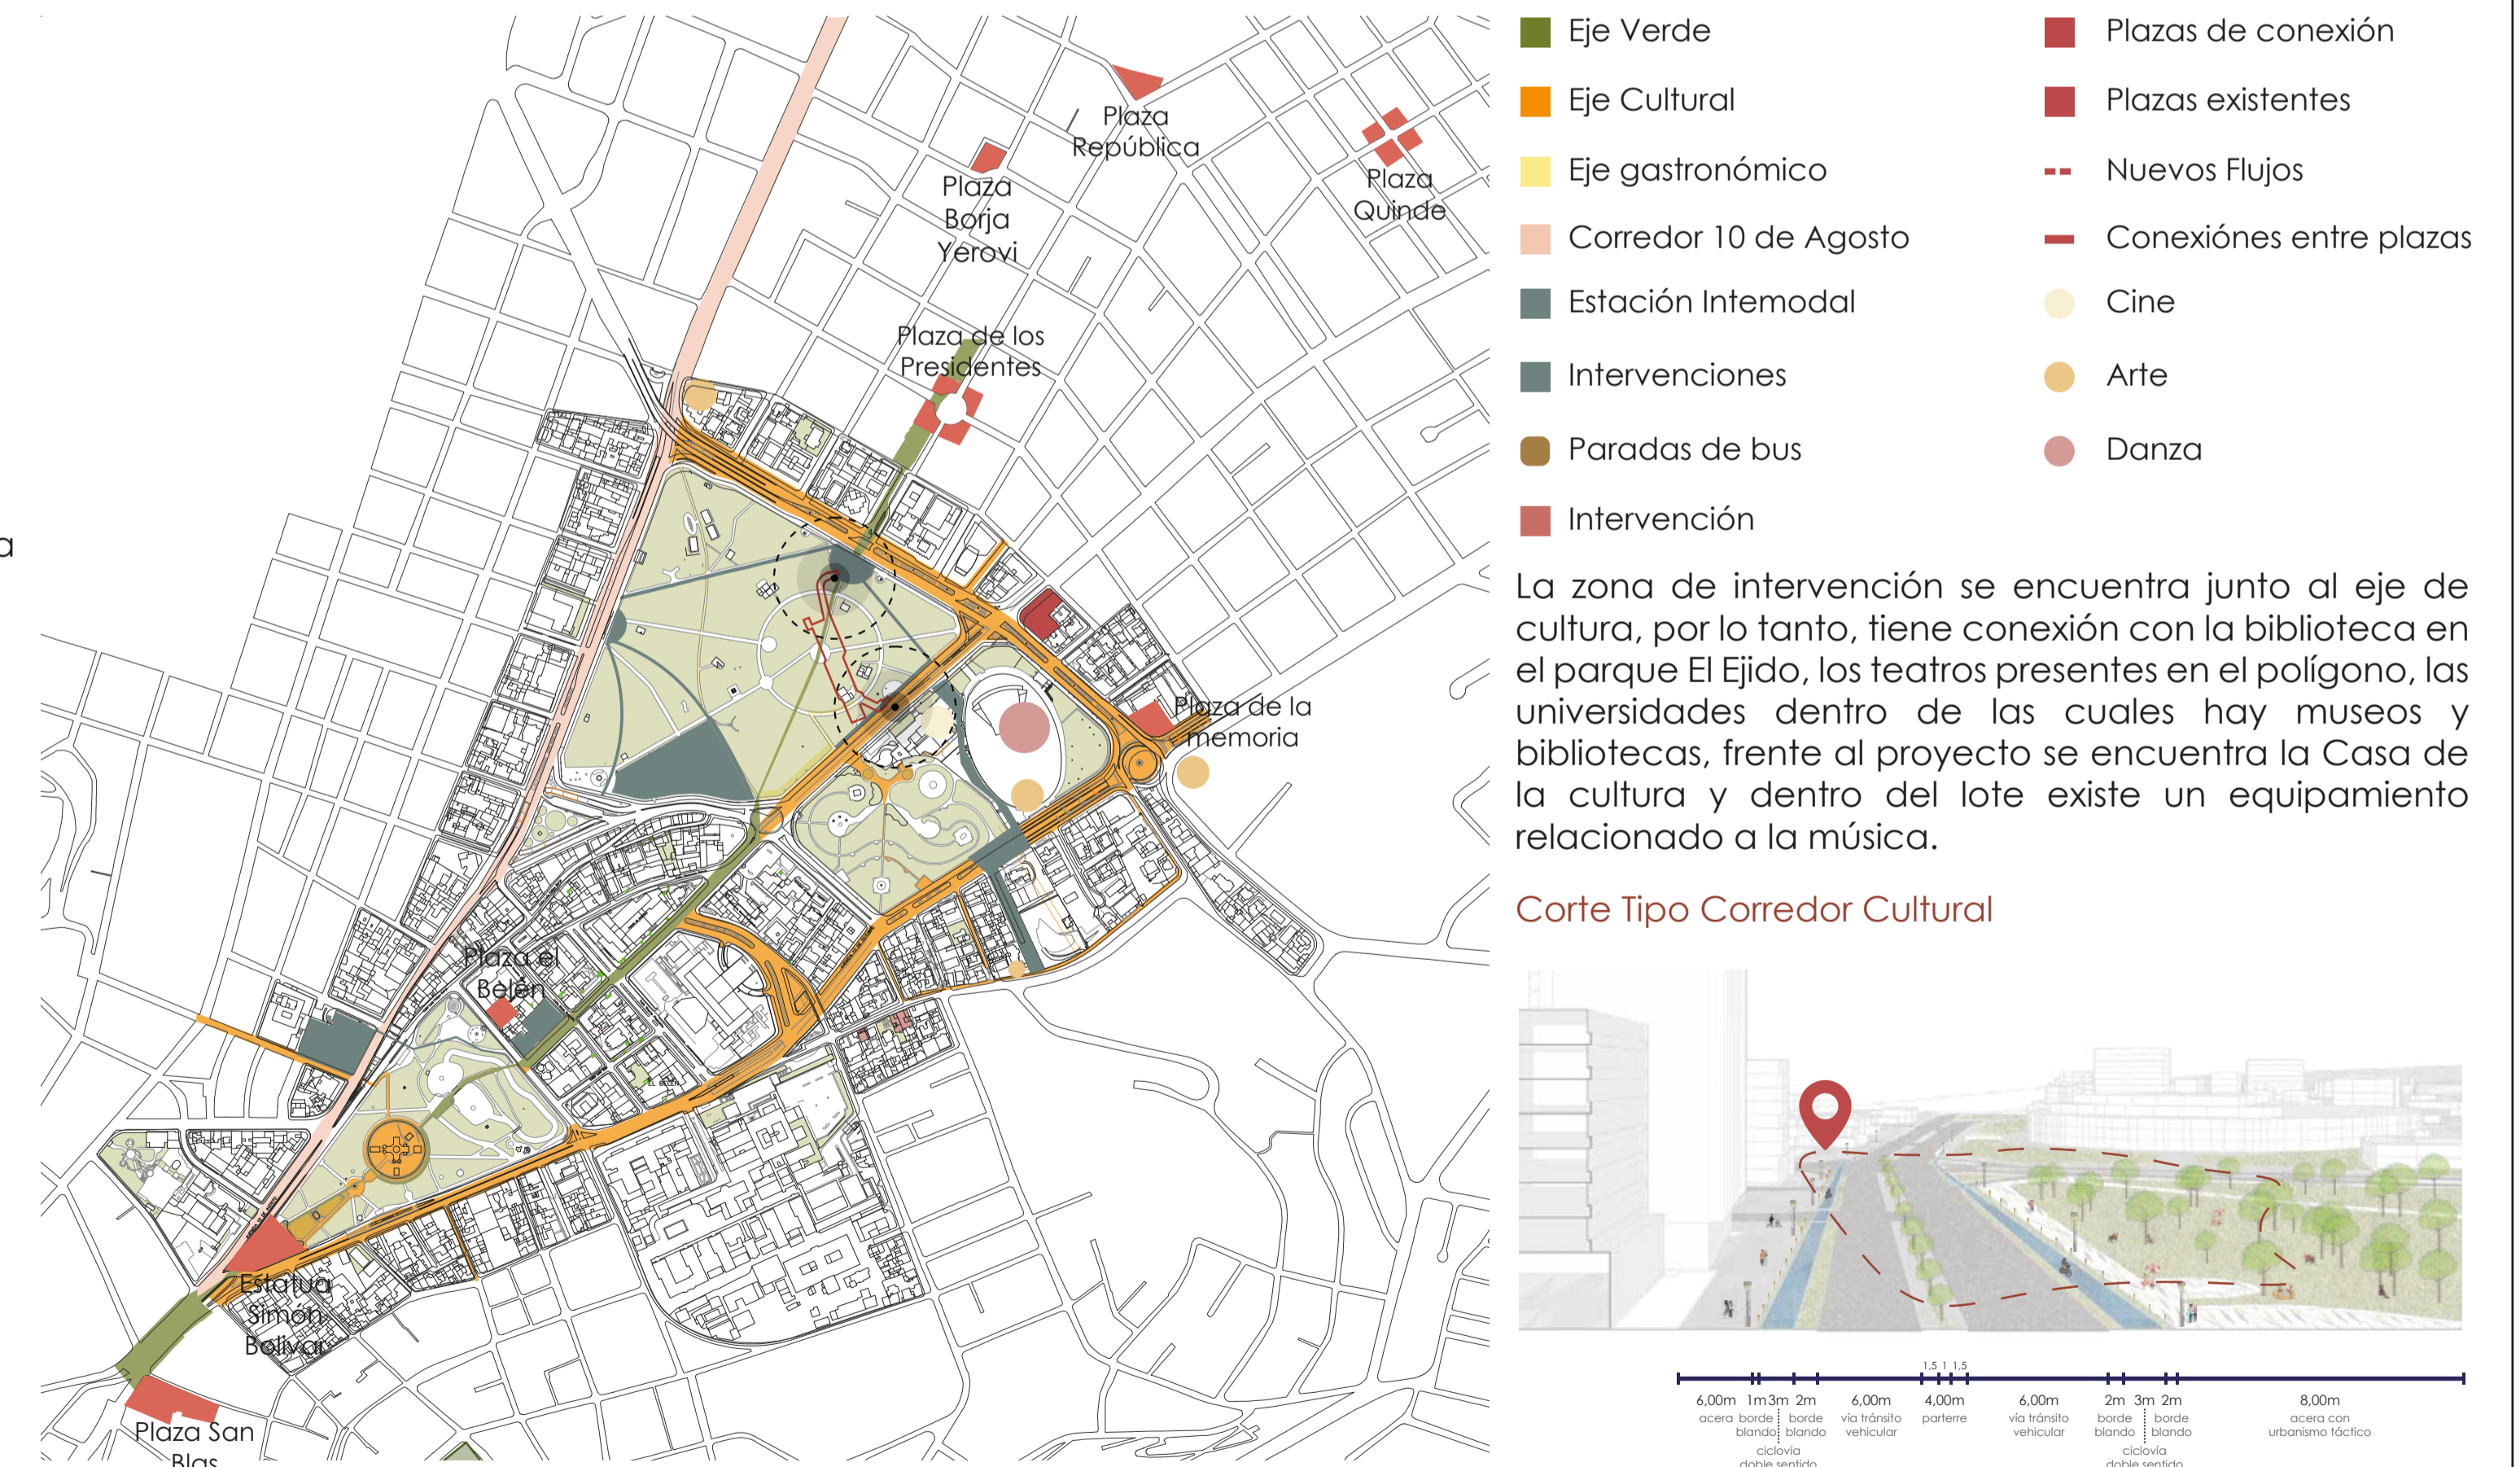 a
Plaza
República
Plaza
Borja
Yerovi
Plaza
Quinde
Plaza de los
Presidentes
Plaza de la
memoria
Plaza el
Belén
Estatua
Simón
Bolívar
Plaza San
Blas
Eje Verde
Eje Cultural
Eje gastronómico
Corredor 10 de Agosto
Estación Intemodal
Intervenciones
Paradas de bus
Intervención
Plazas de conexión
Plazas existentes
Nuevos Flujos
Conexiónes entre plazas
Cine
Arte
Danza
La zona de intervención se encuentra junto al eje de
cultura, por lo tanto, tiene conexión con la biblioteca en
el parque El Ejido, los teatros presentes en el polígono, las
universidades dentro de las cuales hay museos y
bibliotecas, frente al proyecto se encuentra la Casa de
la cultura y dentro del lote existe un equipamiento
relacionado a la música.
Corte Tipo Corredor Cultural
1,5 1 1,5
6,00m 1m 3m 2m 6,00m 4,00m 6,00m 2m 3m 2m 8,00m
acera borde borde vía tránsito parterre vía tránsito borde borde acera con
blando blando vehicular vehicular blando blando urbanismo táctico
ciclovía ciclovía
doble sentido doble sentido